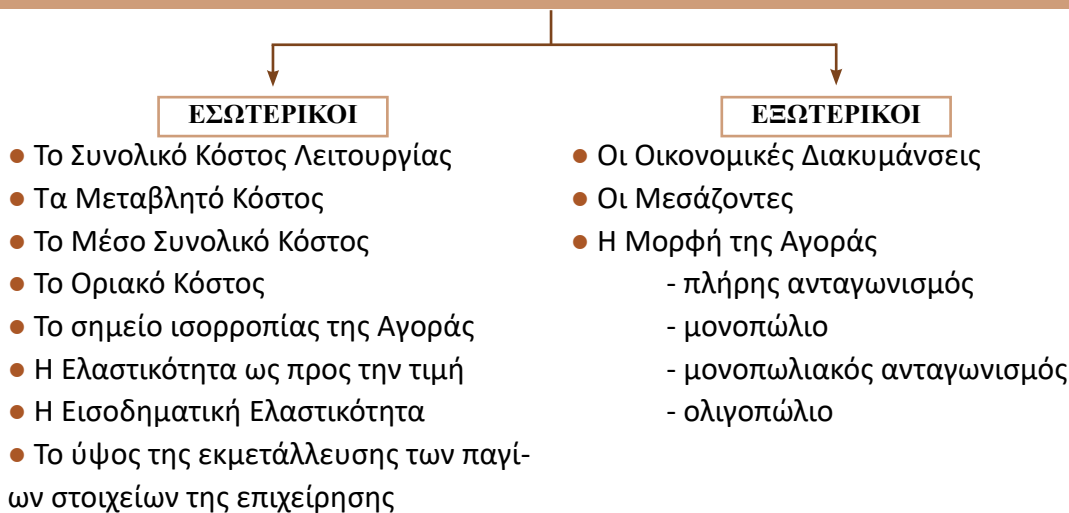 ΕΣΩΤΕΡΙΚΟΙ
● Το Συνολικό Κόστος Λειτουργίας
● Τα Μεταβλητό Κόστος
● Το Μέσο Συνολικό Κόστος
● Το Οριακό Κόστος
● Το σημείο ισορροπίας της Αγοράς
● Η Ελαστικότητα ως προς την τιμή
● Η Εισοδηματική Ελαστικότητα
● Το ύψος της εκμετάλλευσης των παγί-
ων στοιχείων της επιχείρησης
ΕΞΩΤΕΡΙΚΟΙ
● Οι Οικονομικές Διακυμάνσεις
● Οι Μεσάζοντες
● Η Μορφή της Αγοράς
- πλήρης ανταγωνισμός
- μονοπώλιο
- μονοπωλιακός ανταγωνισμός
- ολιγοπώλιο